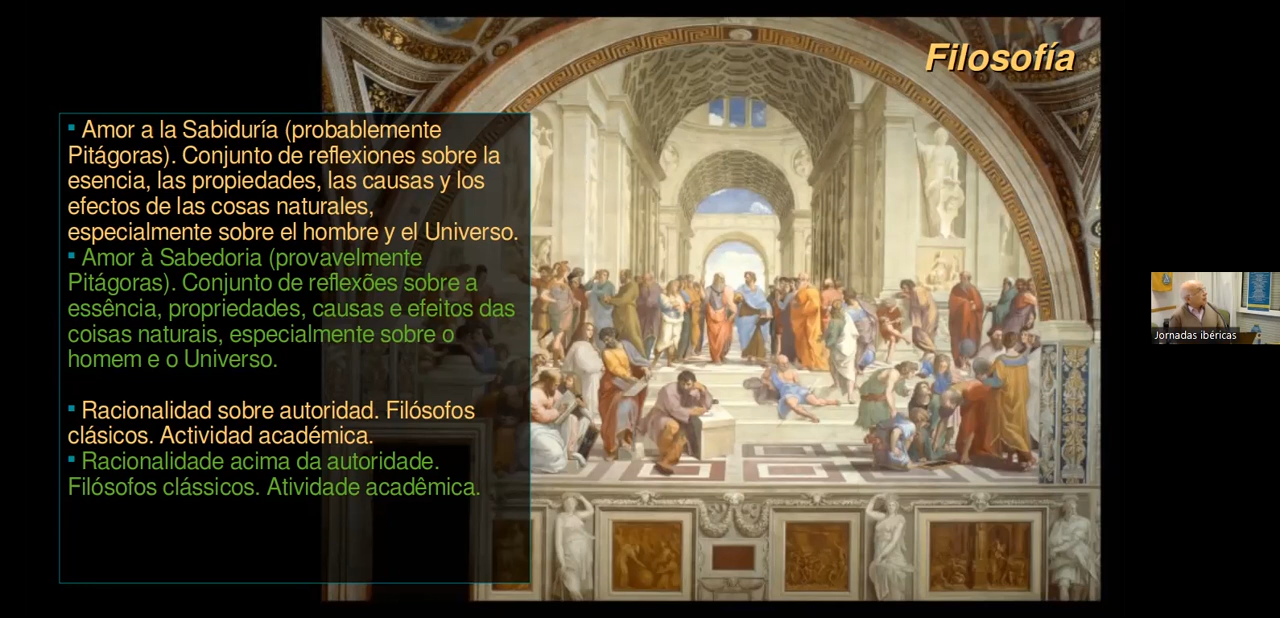 Filosofía
▪ Amor a la Sabiduría (probablemente
Pitágoras). Conjunto de reflexiones sobre la
esencia, las propiedades, las causas y los
efectos de las cosas naturales,
especialmente sobre el hombre y el Universo.
▪ Amor à Sabedoria (provavelmente
Pitágoras). Conjunto de reflexões sobre a
essência, propriedades, causas e efeitos das
coisas naturais, especialmente sobre o
homem e o Universo.
▪ Racionalidad sobre autoridad. Filósofos
clásicos. Actividad académica.
▪ Racionalidade acima da autoridade.
Filósofos clássicos. Atividade acadêmica.
Jornadas ibéricas